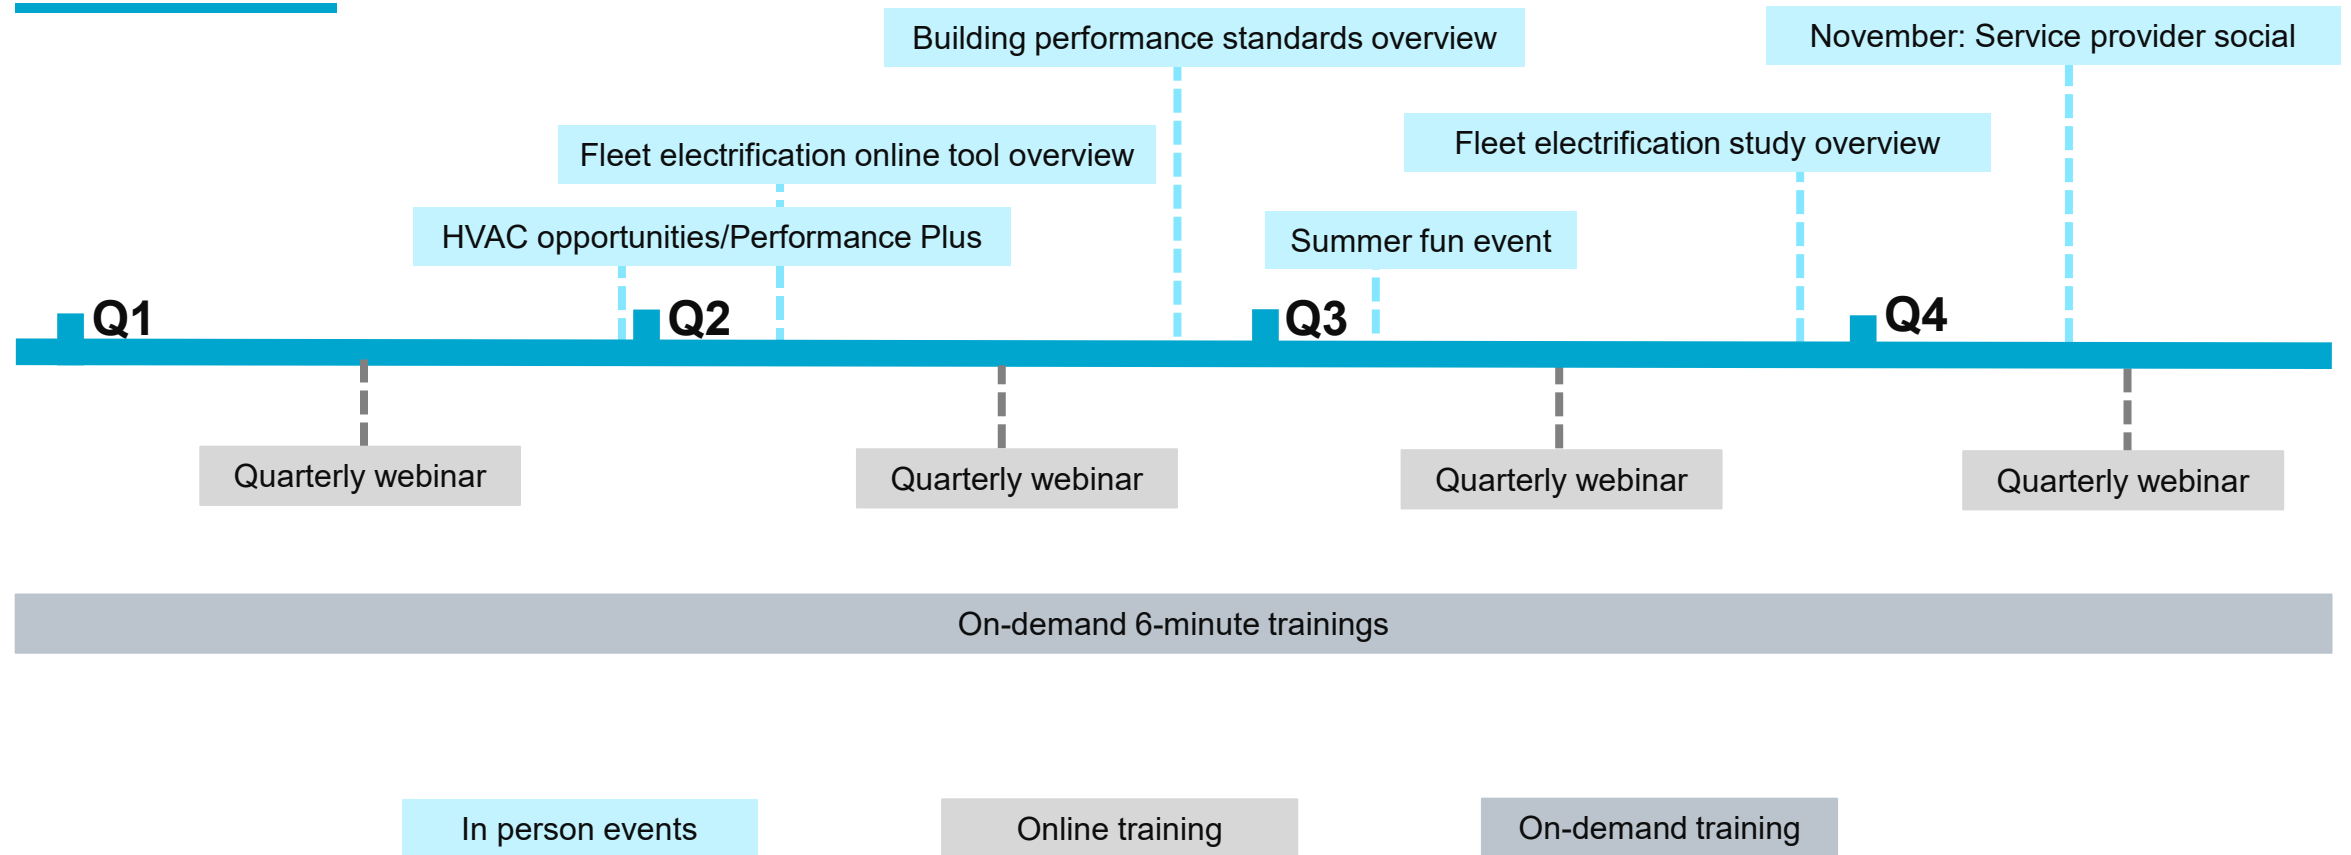 Building performance standards overview
November: Service provider social
Fleet electrification online tool overview
Fleet electrification study overview
HVAC opportunities/Performance Plus
Summer fun event
Q1
Q2
Q3
Q4
Quarterly webinar
Quarterly webinar
Quarterly webinar
Quarterly webinar
On-demand 6-minute trainings
In person events
Online training
On-demand training